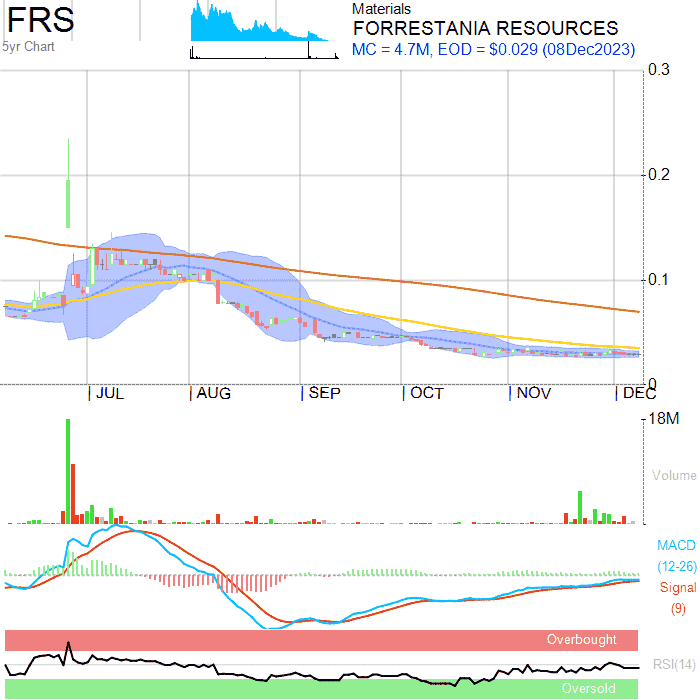 FRS
5yr Chart
Materials
FORRESTANIA RESOURCES
MC = 4.7M, EOD = $0.029 (08Dec2023)
0.3
0.2
0.1
0
JUL AUG SEP OCT NOV DEC
18M
Volume
MACD
(12-26)
Signal
(9)
Overbought
RSI(14)
Oversold